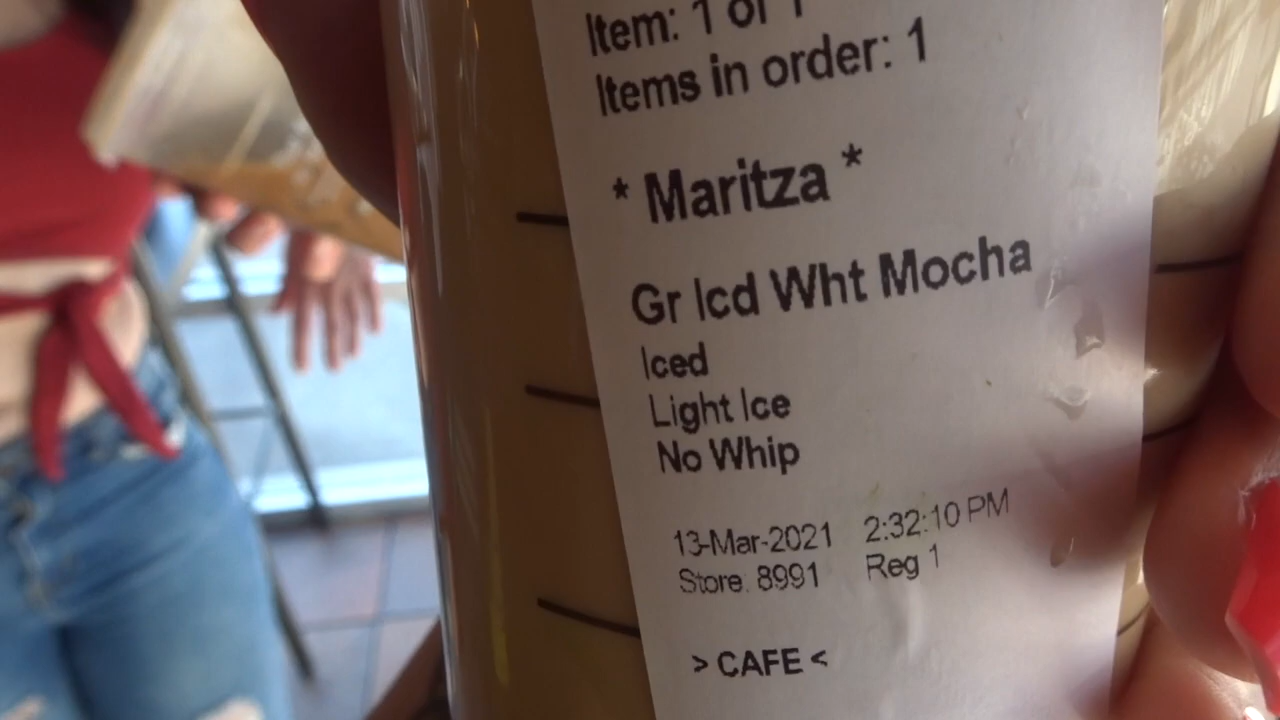 Item: 1 of 1
Items in order: 1
* Maritza *
Gr Icd Wht Mocha
Iced
Light Ice
No Whip
13-Mar-2021 2:32:10 PM
Store: 8991 Reg 1
> CAFE <